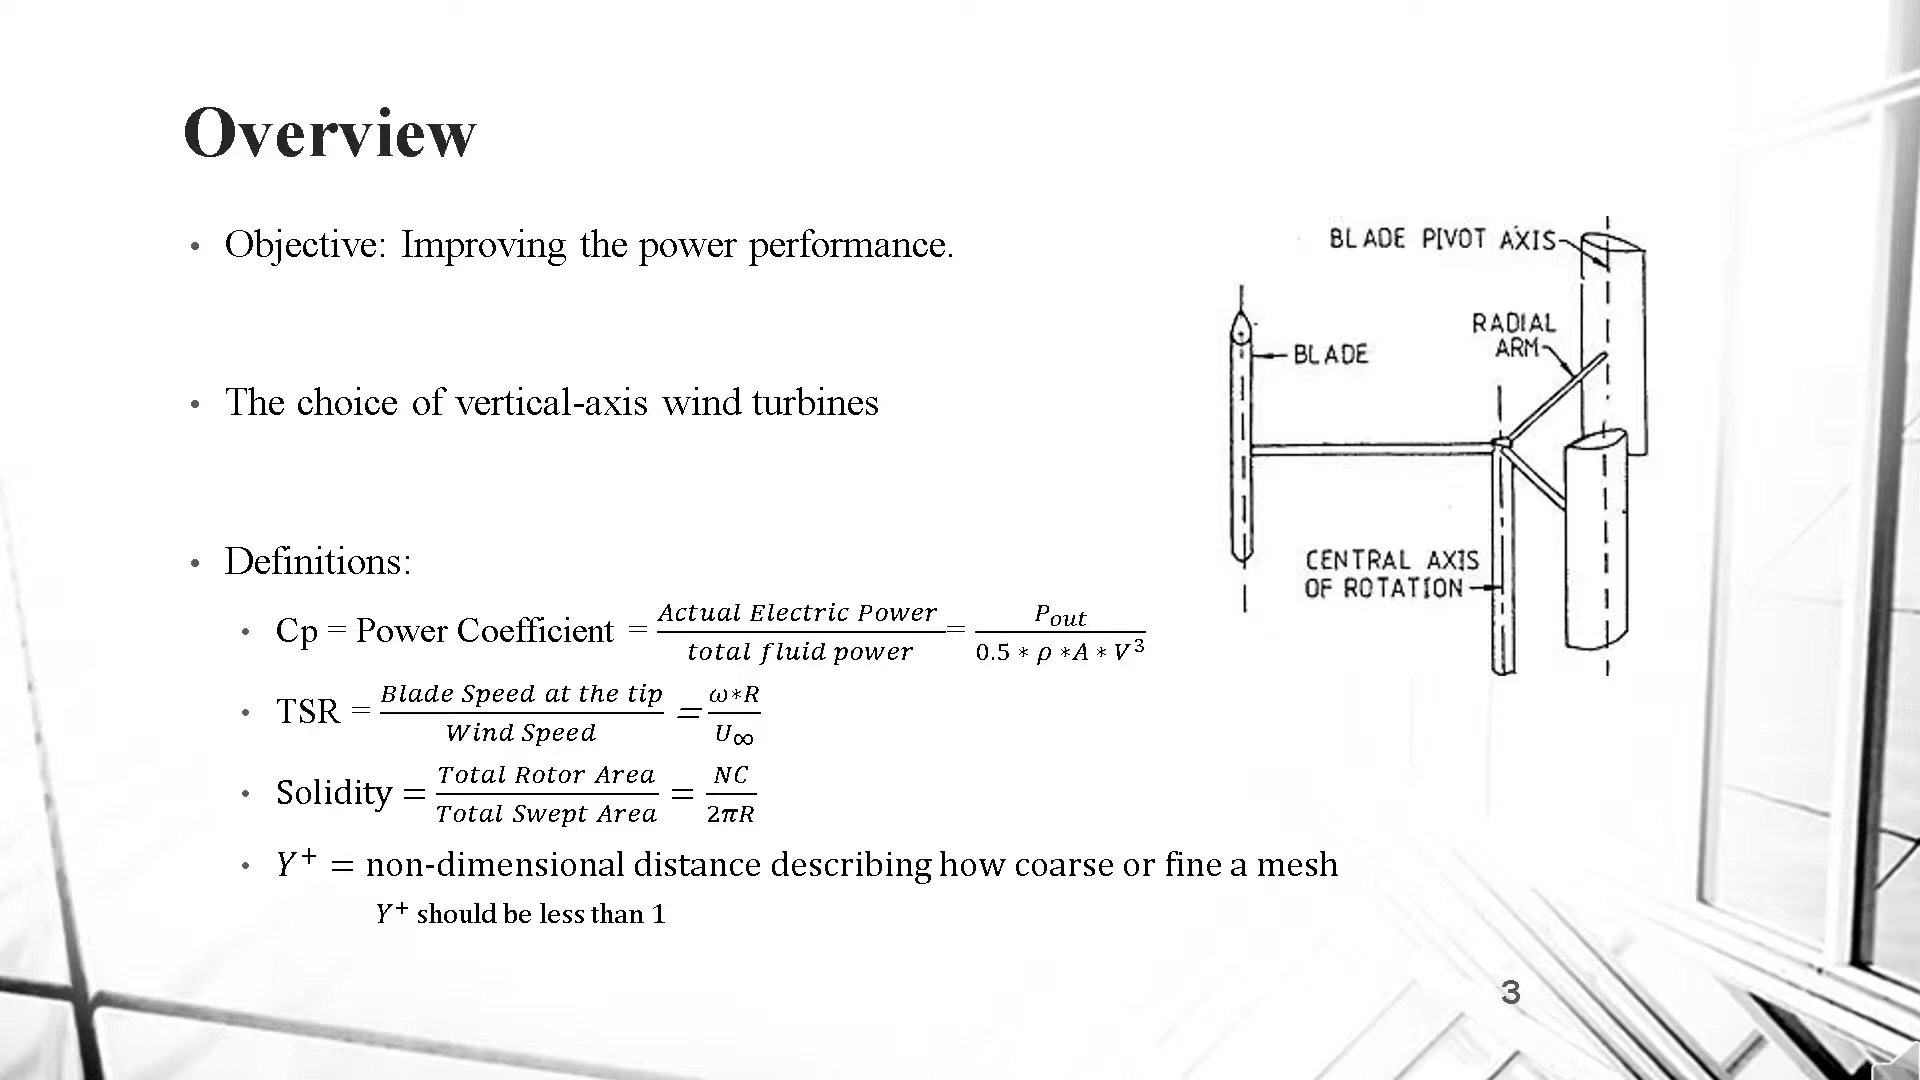 Overview
• Objective: Improving the power performance.
• The choice of vertical-axis wind turbines
• Definitions:
• Cp = Power Coefficient = Actual Electric Power / total fluid power = P_out / 0.5 * ρ * A * V^3
• TSR = Blade Speed at the tip / Wind Speed = ω*R / U_∞
• Solidity = Total Rotor Area / Total Swept Area = NC / 2πR
• Y^+ = non-dimensional distance describing how coarse or fine a mesh
Y^+ should be less than 1
BLADE PIVOT AXIS
RADIAL
ARM
BLADE
CENTRAL AXIS
OF ROTATION
3